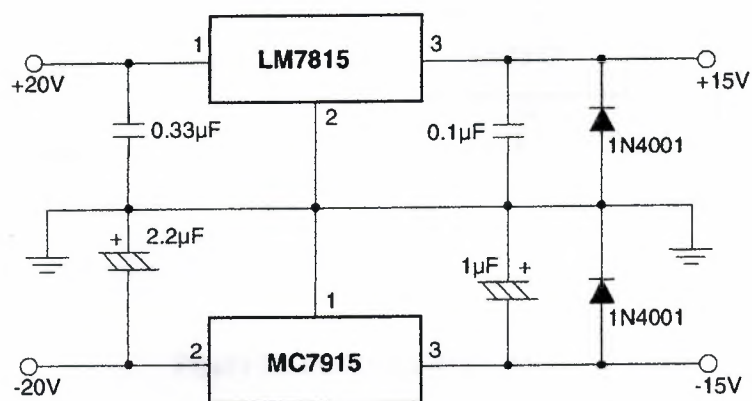 1
LM7815
3
+20V
+15V
2
0.33µF
0.1µF
1N4001
+
2.2µF
1µF
+
1
1N4001
2
MC7915
3
-20V
-15V